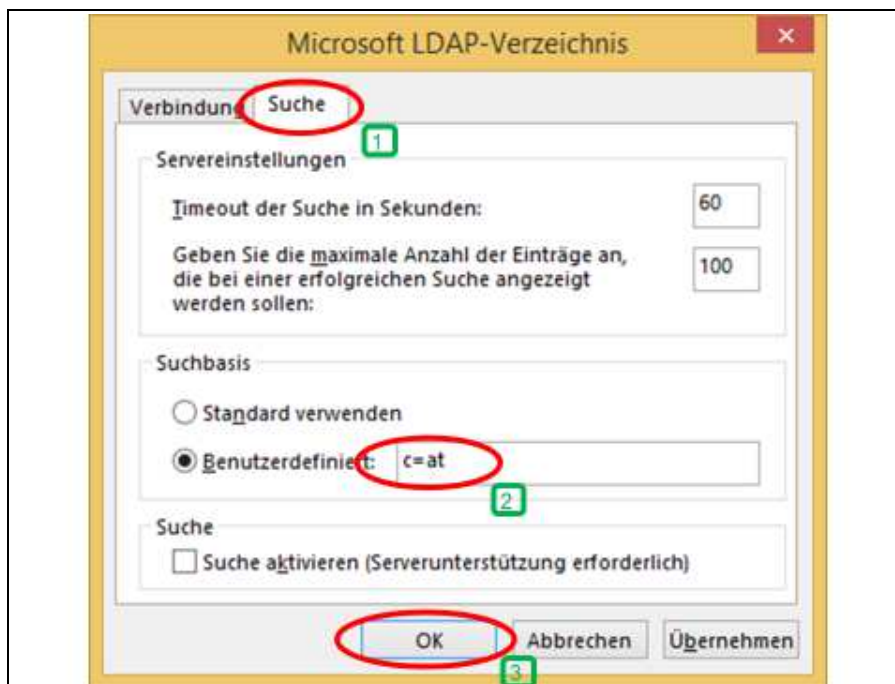 Microsoft LDAP-Verzeichnis
Verbindung Suche
1
Servereinstellungen
Timeout der Suche in Sekunden: 60
Geben Sie die maximale Anzahl der Einträge an, 100
die bei einer erfolgreichen Suche angezeigt
werden sollen:
Suchbasis
Standard verwenden
Benutzerdefiniert: c=at
2
Suche
Suche aktivieren (Serverunterstützung erforderlich)
OK Abbrechen Übernehmen
3